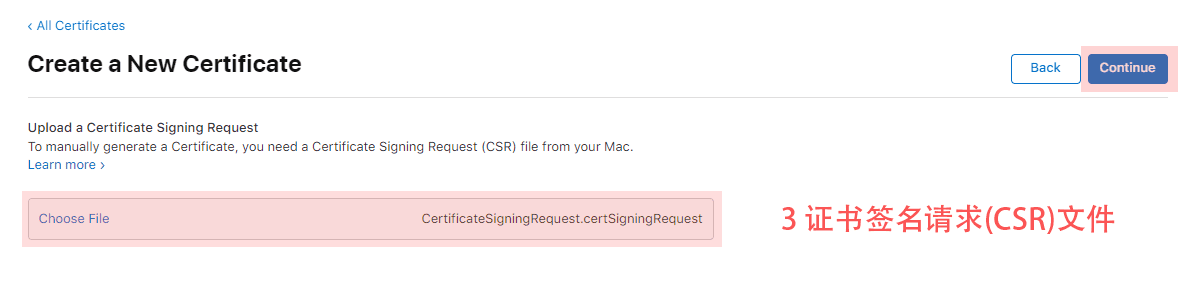 ‹ All Certificates
Create a New Certificate
Back
Continue
Upload a Certificate Signing Request
To manually generate a Certificate, you need a Certificate Signing Request (CSR) file from your Mac.
Learn more ›
Choose File
CertificateSigningRequest.certSigningRequest
3 证书签名请求(CSR)文件